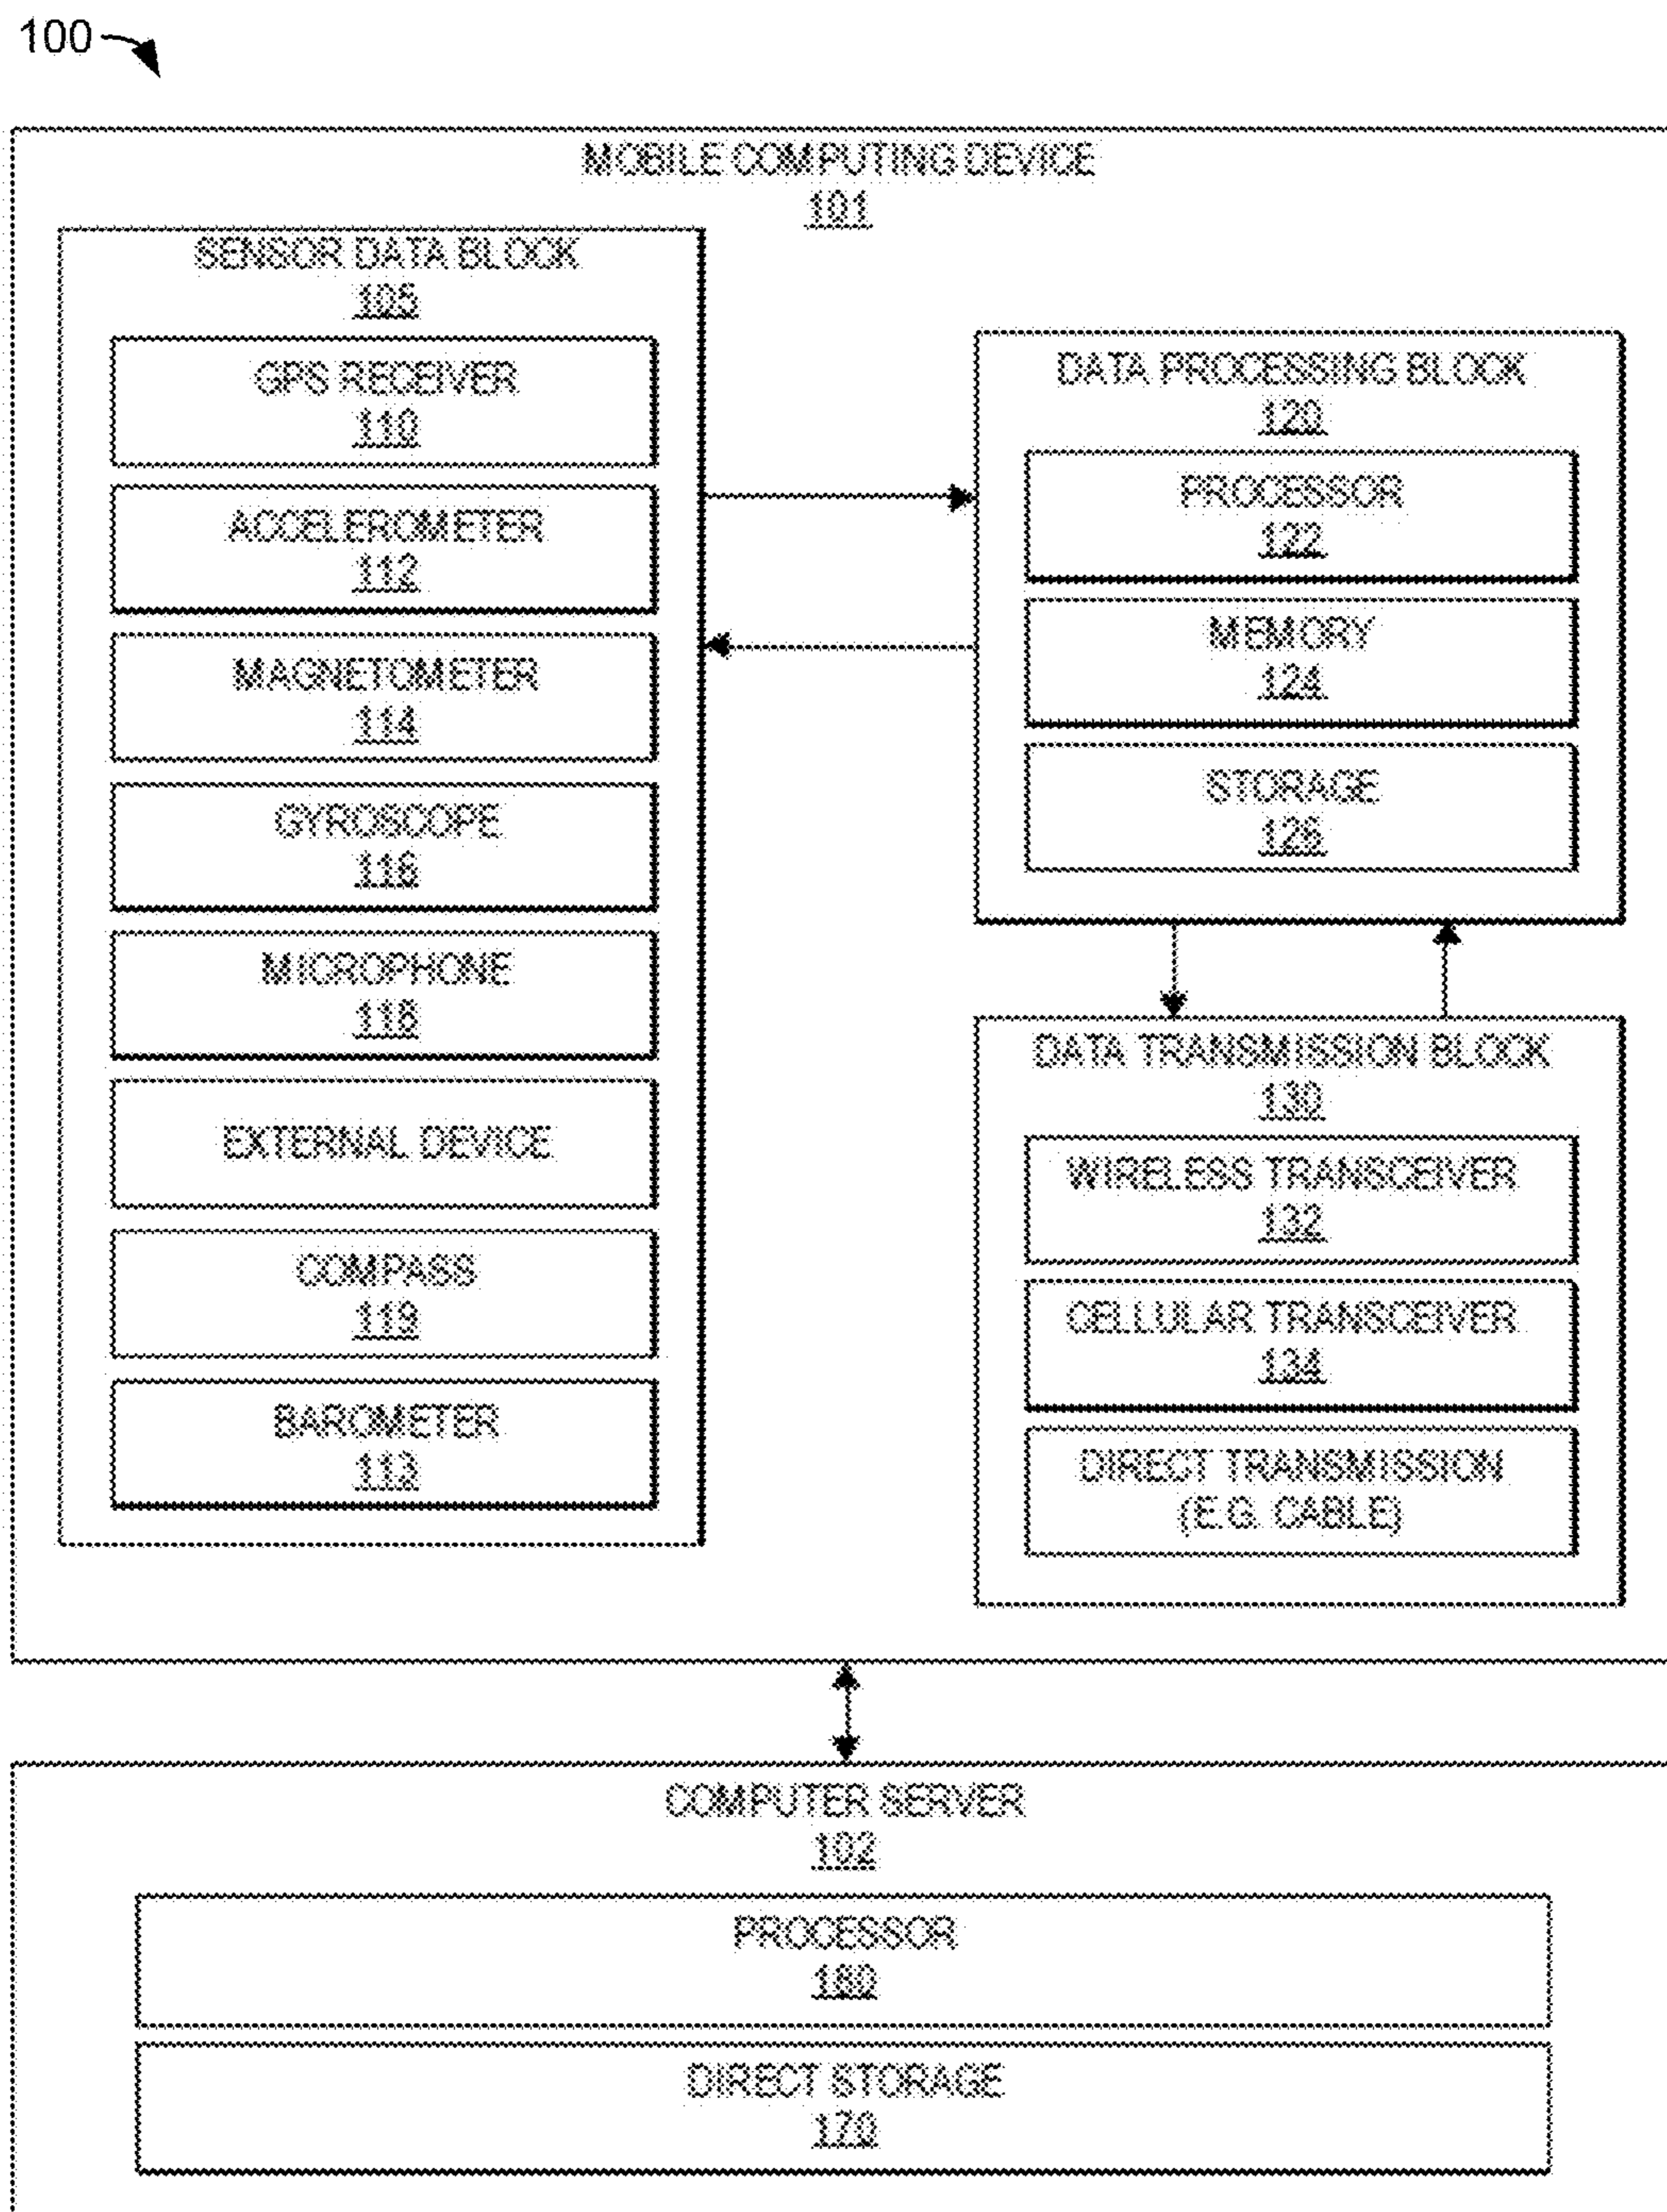 100
MOBILE COMPUTING DEVICE
101
SENSOR DATA BLOCK
105
GPS RECEIVER
110
ACCELEROMETER
112
MAGNETOMETER
114
GYROSCOPE
116
MICROPHONE
118
EXTERNAL DEVICE
COMPASS
119
BAROMETER
113
DATA PROCESSING BLOCK
120
PROCESSOR
122
MEMORY
124
STORAGE
126
DATA TRANSMISSION BLOCK
130
WIRELESS TRANSCEIVER
132
CELLULAR TRANSCEIVER
134
DIRECT TRANSMISSION
(E.G. CABLE)
COMPUTER SERVER
102
PROCESSOR
DIRECT STORAGE
170